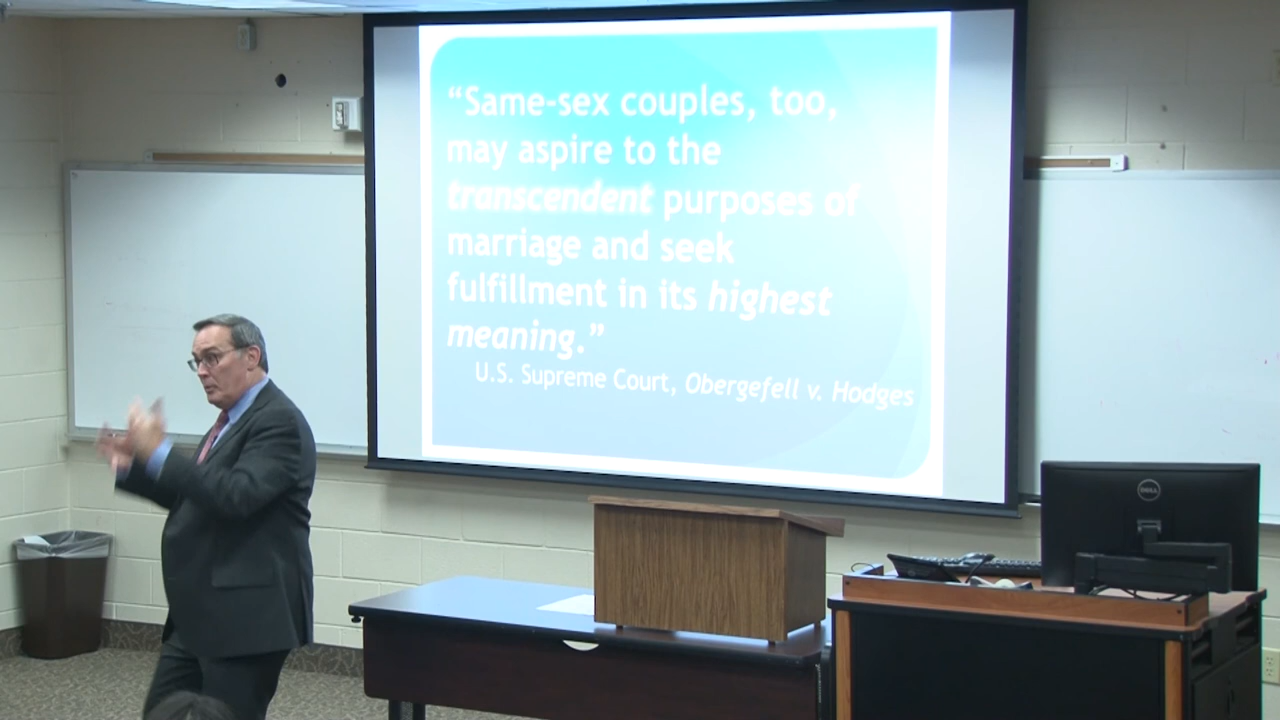 “Same-sex couples, too,
may aspire to the
transcendent purposes of
marriage and seek
fulfillment in its highest
meaning.”
U.S. Supreme Court, Obergefell v. Hodges
DELL